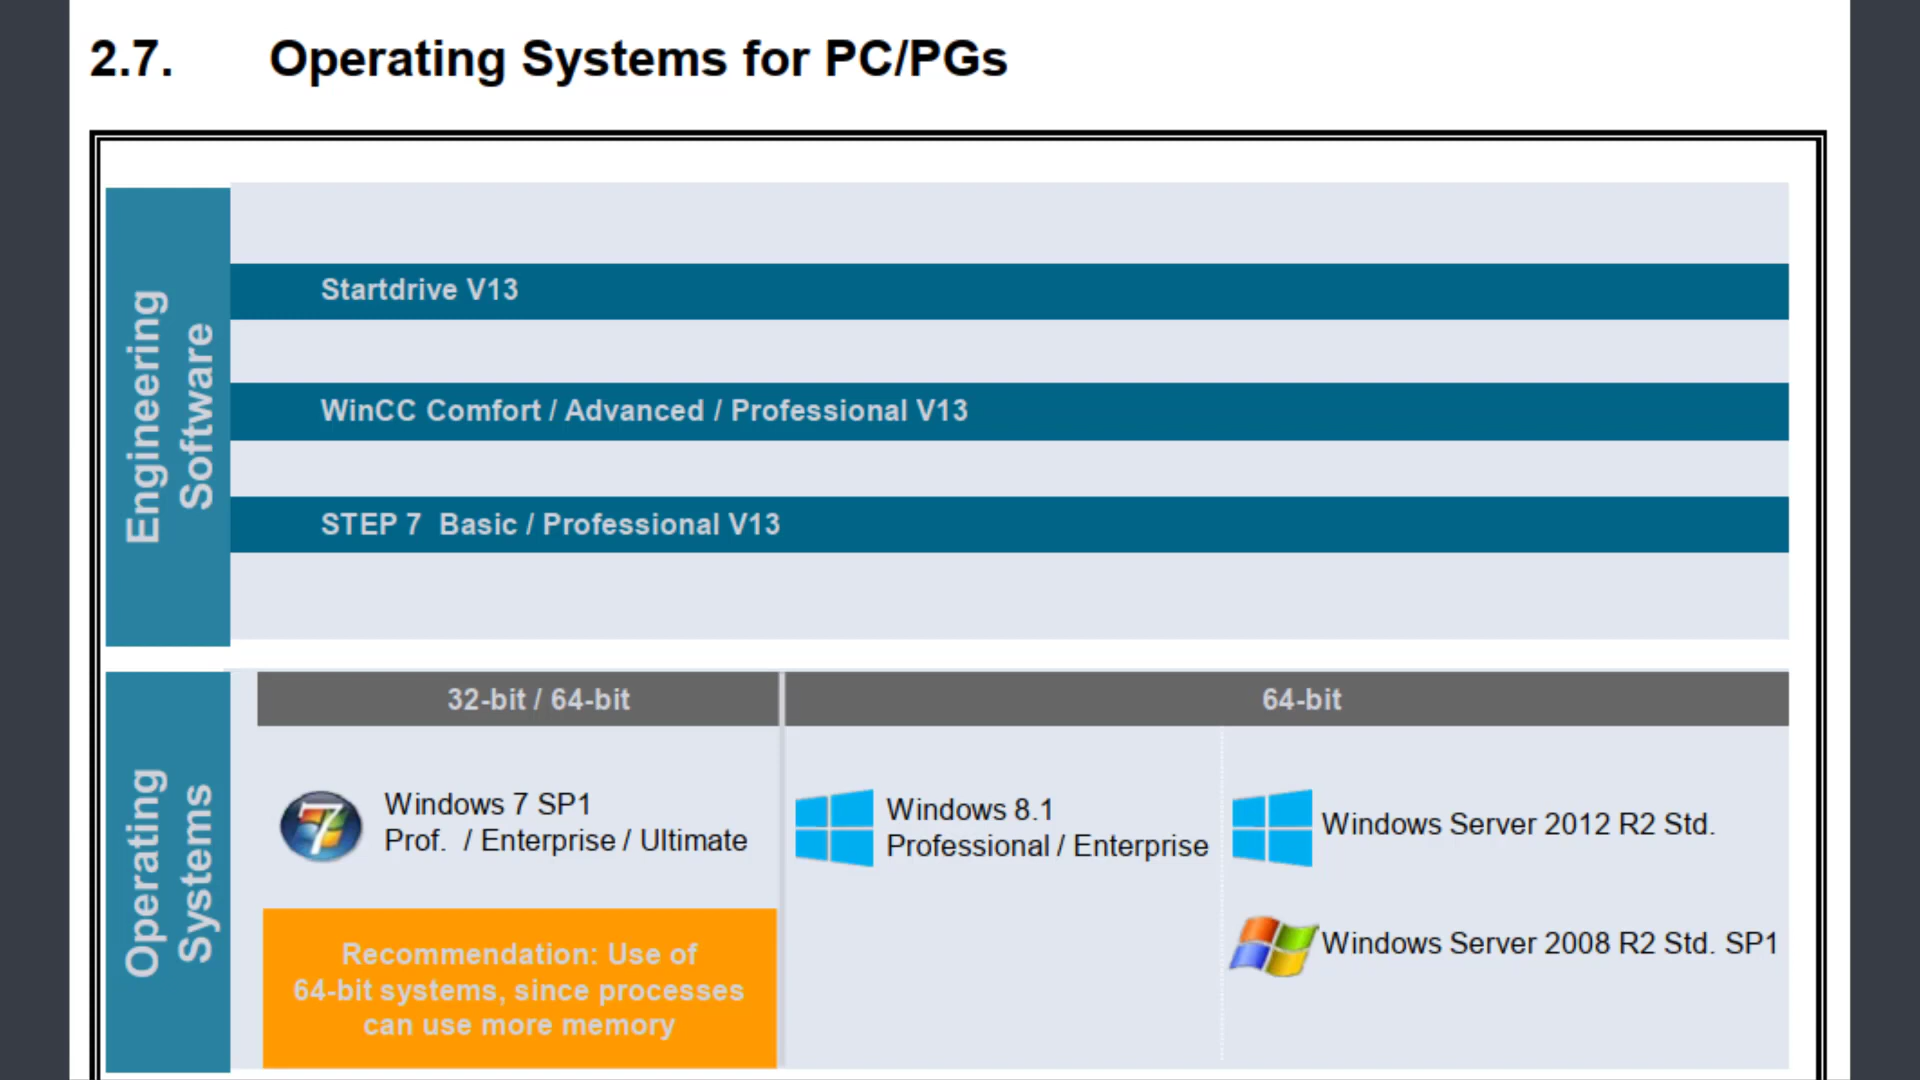 2.7. Operating Systems for PC/PGs
Engineering
Software
Startdrive V13
WinCC Comfort / Advanced / Professional V13
STEP 7 Basic / Professional V13
Operating
Systems
32-bit / 64-bit
64-bit
7
Windows 7 SP1
Prof. / Enterprise / Ultimate
Windows 8.1
Professional / Enterprise
Windows Server 2012 R2 Std.
Windows Server 2008 R2 Std. SP1
Recommendation: Use of
64-bit systems, since processes
can use more memory